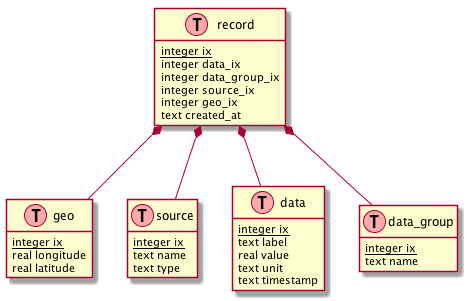 T record
integer ix
integer data_ix
integer data_group_ix
integer source_ix
integer geo_ix
text created_at
T geo
integer ix
real longitude
real latitude
T source
integer ix
text name
text type
T data
integer ix
text label
real value
text unit
text timestamp
T data_group
integer ix
text name